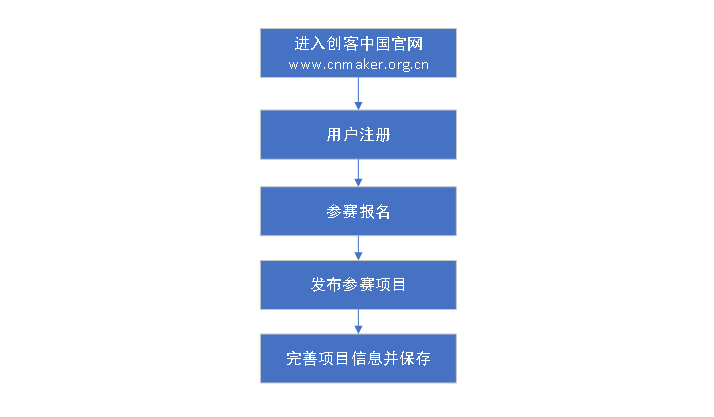 进入创客中国官网
www.cnmaker.org.cn
用户注册
参赛报名
发布参赛项目
完善项目信息并保存